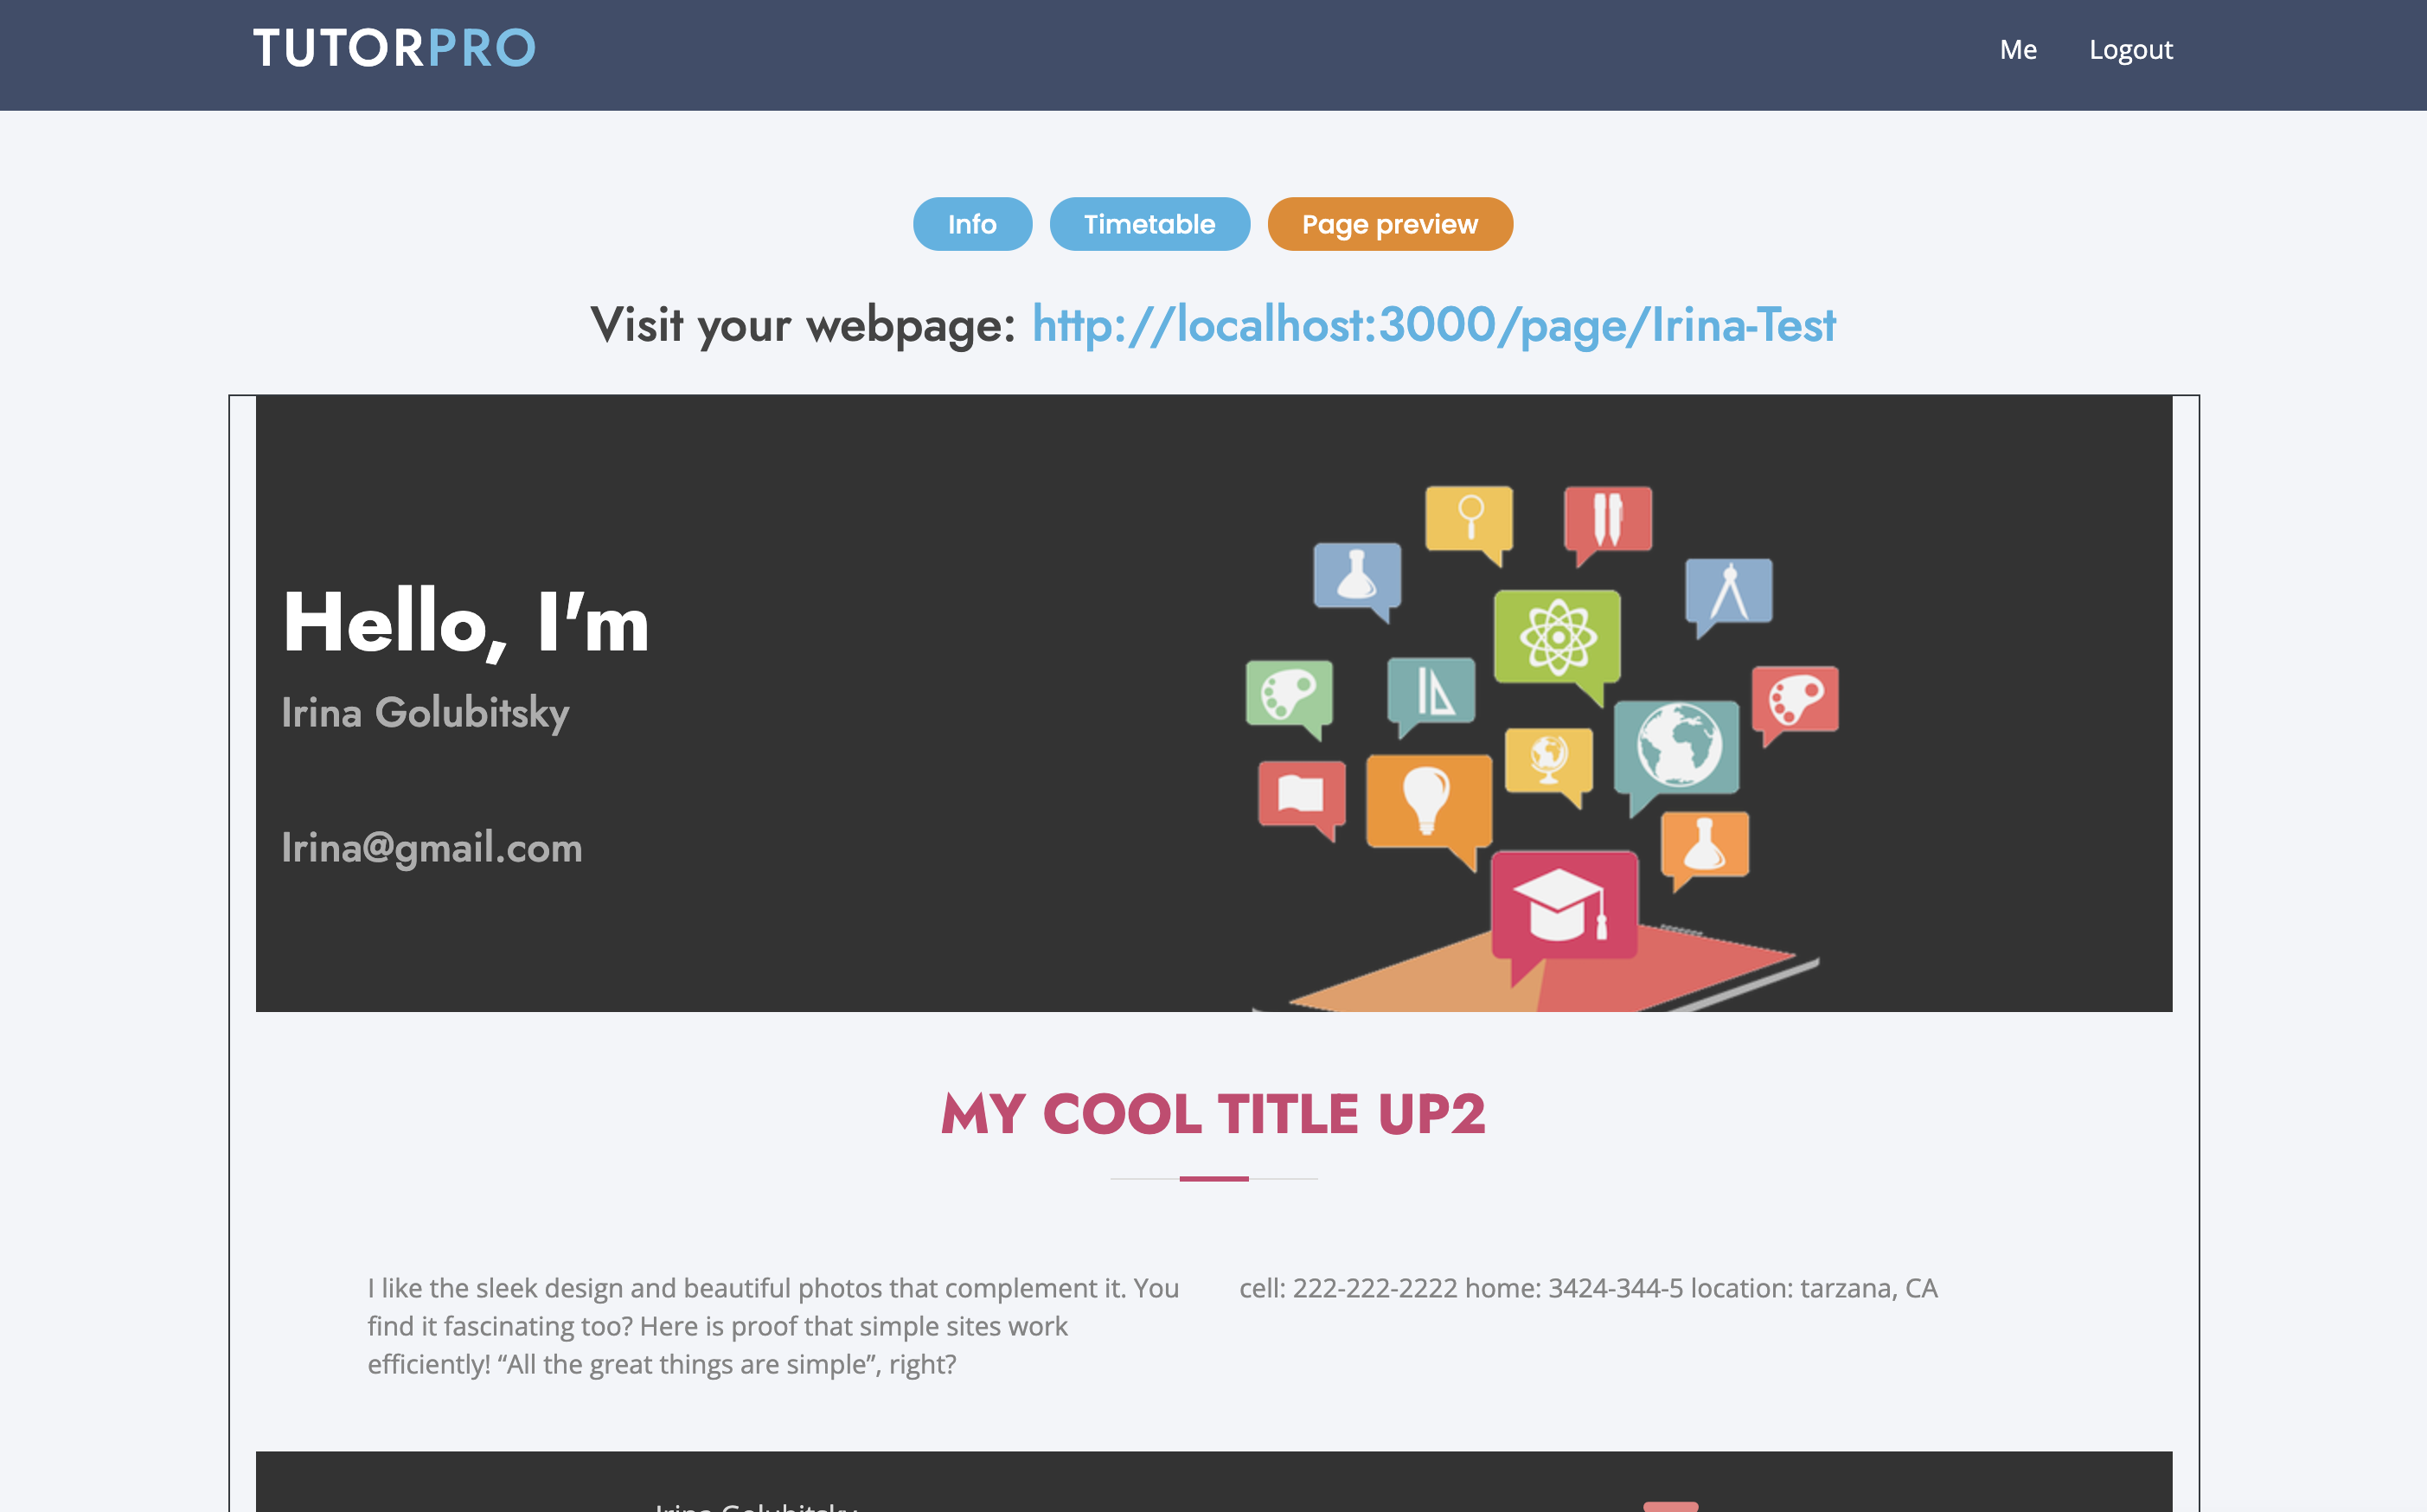 TUTORPRO
Me
Logout
Info
Timetable
Page preview
Visit your webpage: http://localhost:3000/page/Irina-Test
Hello, I'm
Irina Golubitsky
Irina@gmail.com
MY COOL TITLE UP2
I like the sleek design and beautiful photos that complement it. You
find it fascinating too? Here is proof that simple sites work
efficiently! “All the great things are simple”, right?
cell: 222-222-2222 home: 3424-344-5 location: tarzana, CA
Irina Golubitsky